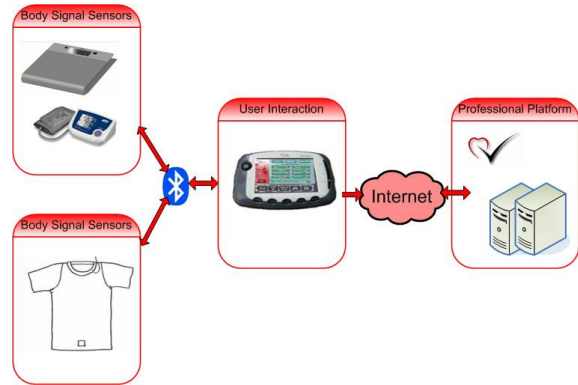 Body Signal Sensors
User Interaction
Professional Platform
Internet
Body Signal Sensors